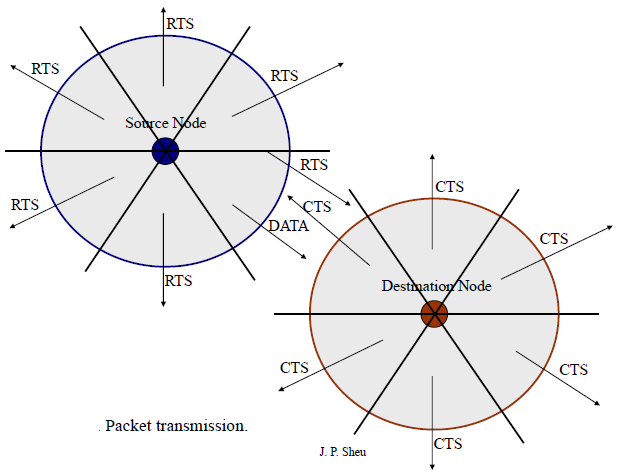 RTS
RTS
RTS
Source Node
RTS
RTS
CTS
CTS
DATA
CTS
RTS
Destination Node
CTS
CTS
. Packet transmission.
CTS
J. P. Sheu